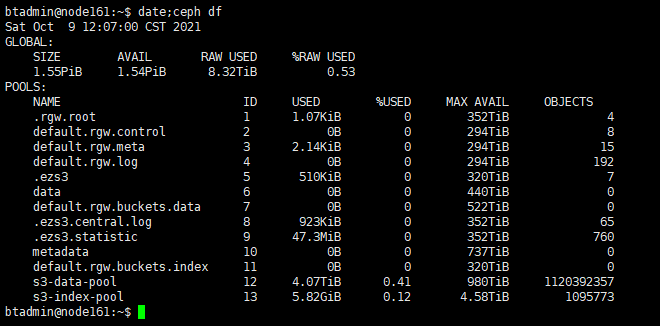 btadmin@node161:~$ date;ceph df
Sat Oct  9 12:07:00 CST 2021
GLOBAL:
    SIZE        AVAIL       RAW USED     %RAW USED
    1.55PiB     1.54PiB      8.32TiB          0.53
POOLS:
    NAME                          ID     USED        %USED     MAX AVAIL     OBJECTS
    .rgw.root                     1      1.07KiB         0        352TiB              4
    default.rgw.control           2           0B         0        294TiB              8
    default.rgw.meta              3      2.14KiB         0        294TiB             15
    default.rgw.log               4           0B         0        294TiB            192
    .ezs3                         5       510KiB         0        320TiB              7
    data                          6           0B         0        440TiB              0
    default.rgw.buckets.data      7           0B         0        522TiB              0
    .ezs3.central.log             8       923KiB         0        352TiB             65
    .ezs3.statistic               9      47.3MiB         0        352TiB            760
    metadata                      10          0B         0        737TiB              0
    default.rgw.buckets.index     11          0B         0        320TiB              0
    s3-data-pool                  12     4.07TiB      0.41        980TiB     1120392357
    s3-index-pool                 13     5.82GiB      0.12       4.58TiB        1095773
btadmin@node161:~$